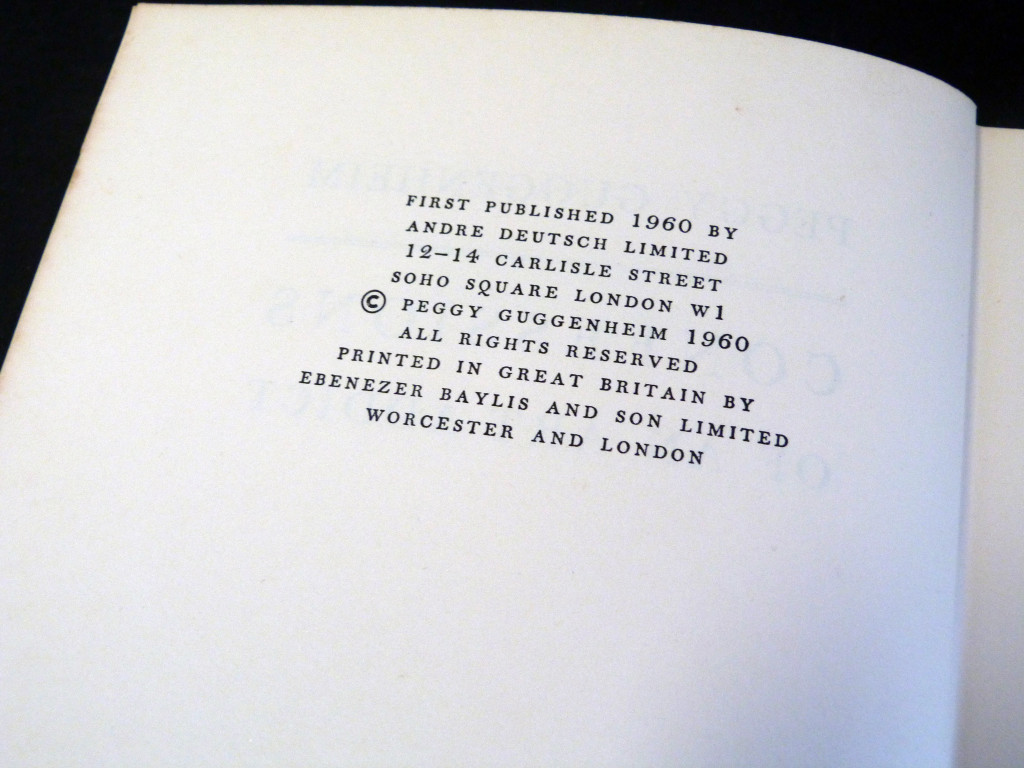 FIRST PUBLISHED 1960 BY
ANDRE DEUTSCH LIMITED
12–14 CARLISLE STREET
SOHO SQUARE LONDON W1
© PEGGY GUGGENHEIM 1960
ALL RIGHTS RESERVED
PRINTED IN GREAT BRITAIN BY
EBENEZER BAYLIS AND SON LIMITED
WORCESTER AND LONDON